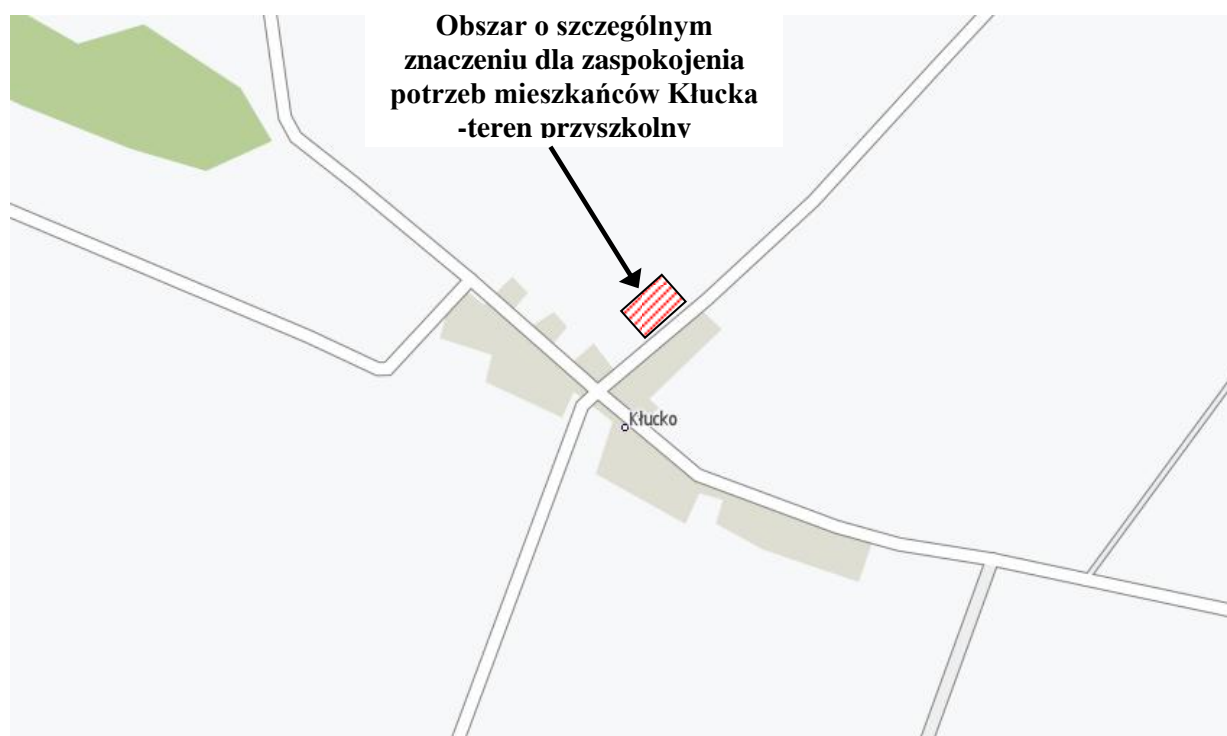 Obszar o szczególnym
znaczeniu dla zaspokojenia
potrzeb mieszkańców Kłucka
-teren przyszkolny
Kłucko